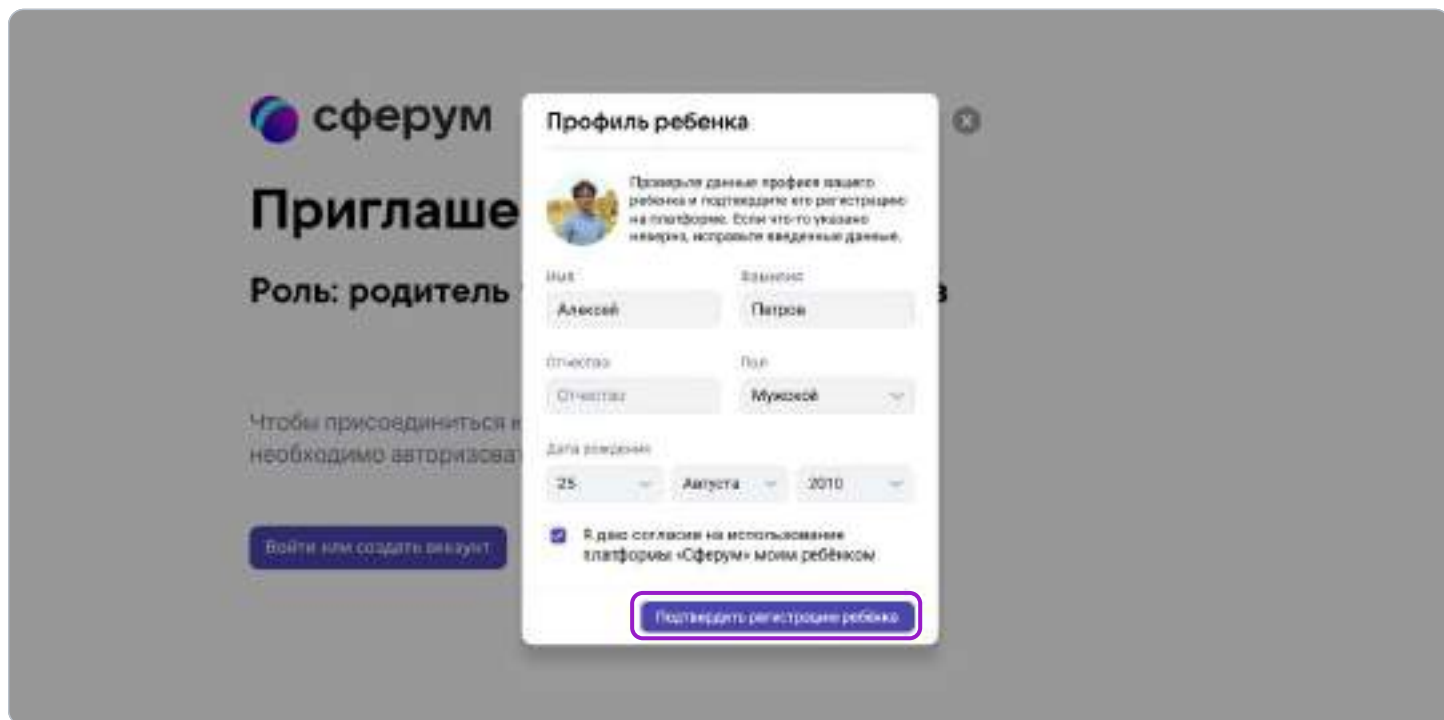 сферум
Приглаше
Роль: родитель
в
Чтобы присоединиться к
необходимо авторизоват
Войти или создать аккаунт
Профиль ребенка
Проверьте данные профиля вашего
ребенка и подтвердите его регистрацию
на платформе. Если что-то указано
неверно, исправьте введенные данные.
Имя
Фамилия
Алексей
Петров
Отчество
Пол
Отчество
Мужской
Дата рождения
25
Августа
2010
Я даю согласие на использование
платформы «Сферум» моим ребёнком
Подтвердить регистрацию ребёнка